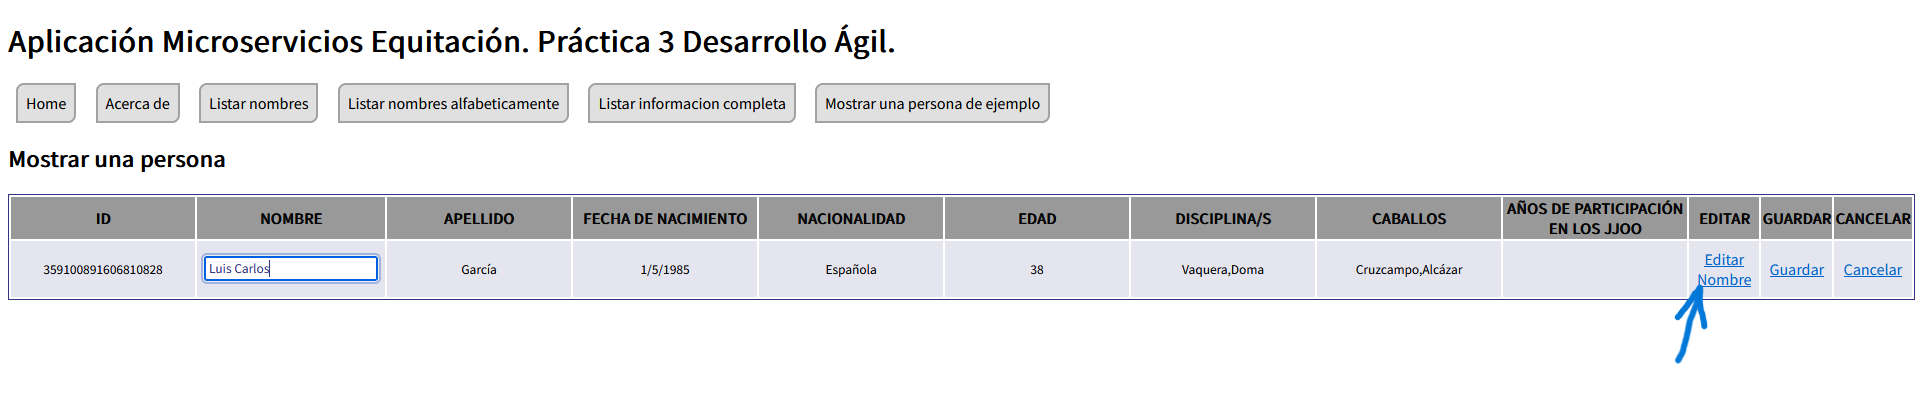 Aplicación Microservicios Equitación. Práctica 3 Desarrollo Ágil.
Home Acerca de Listar nombres Listar nombres alfabeticamente Listar informacion completa Mostrar una persona de ejemplo
Mostrar una persona
ID NOMBRE APELLIDO FECHA DE NACIMIENTO NACIONALIDAD EDAD DISCIPLINA/S CABALLOS AÑOS DE PARTICIPACIÓN EN LOS JJOO EDITAR GUARDAR CANCELAR
359100891606810828 Luis Carlos García 1/5/1985 Española 38 Vaquera,Doma Cruzcampo,Alcázar Editar Nombre Guardar Cancelar